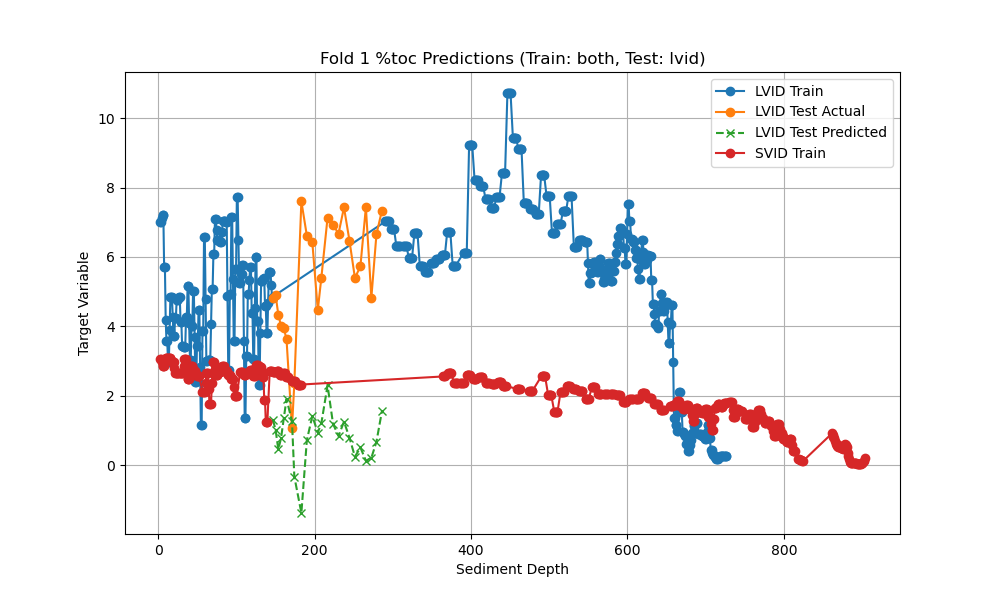 Fold 1 %toc Predictions (Train: both, Test: lvid)
LVID Train
LVID Test Actual
LVID Test Predicted
SVID Train
Target Variable
10
8
6
4
2
0
0 200 400 600 800
Sediment Depth